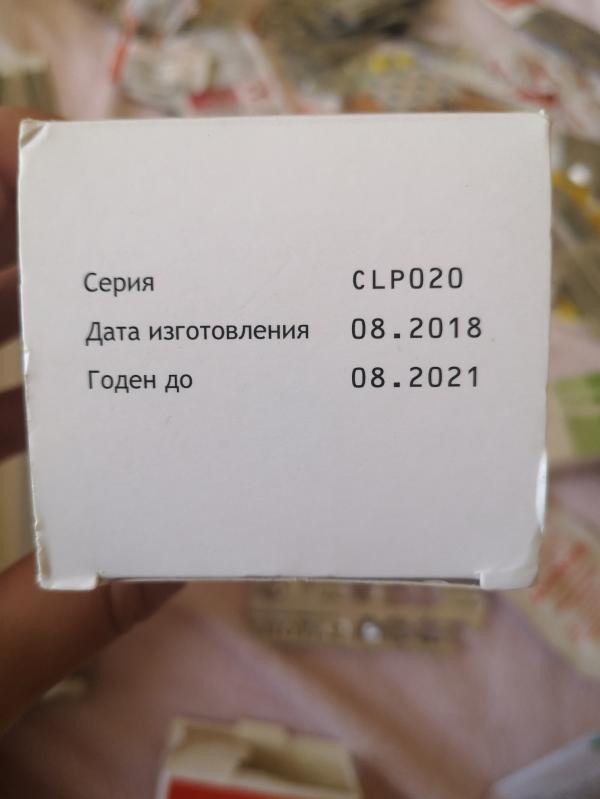 Серия CLP020
Дата изготовления 08.2018
Годен до 08.2021